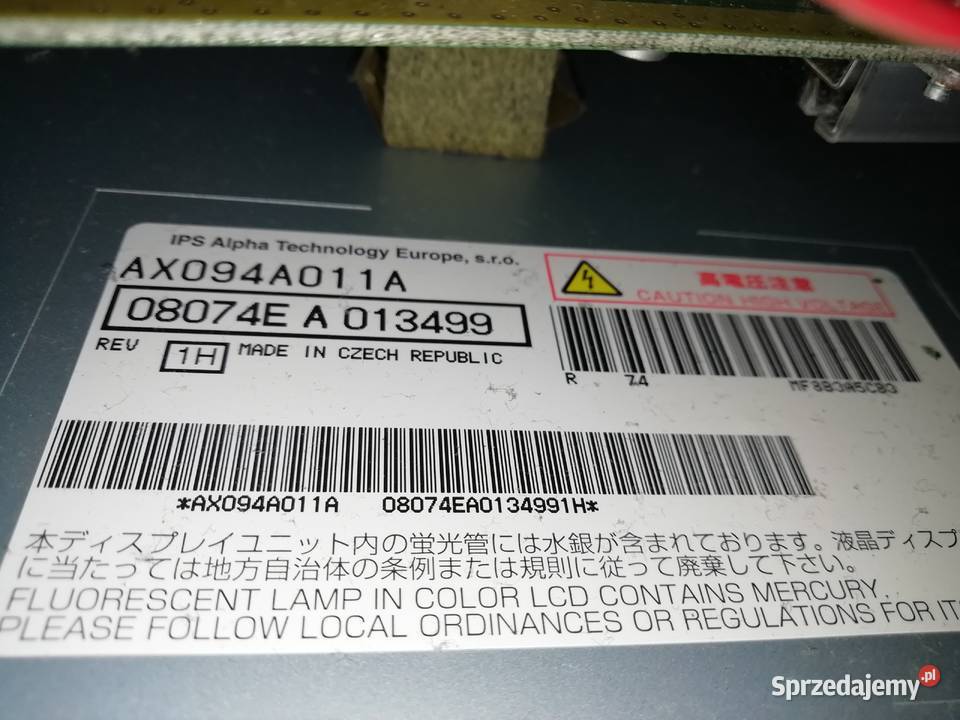 IPS Alpha Technology Europe, s.r.o.
AX094A011A
08074E A 013499
REV 1H MADE IN CZECH REPUBLIC
高電圧注意
CAUTION HIGH VOLTAGE
R 74 MF8B3A5C83
*AX094A011A 08074EA0134991H*
本ディスプレイユニット内の蛍光管には水銀が含まれております。液晶ディスプ
に当たっては地方自治体の条例または規則に従って廃棄して下さい。
FLUORESCENT LAMP IN COLOR LCD CONTAINS MERCURY.
PLEASE FOLLOW LOCAL ORDINANCES OR REGULATIONS FOR IT
Sprzedajemy.pl